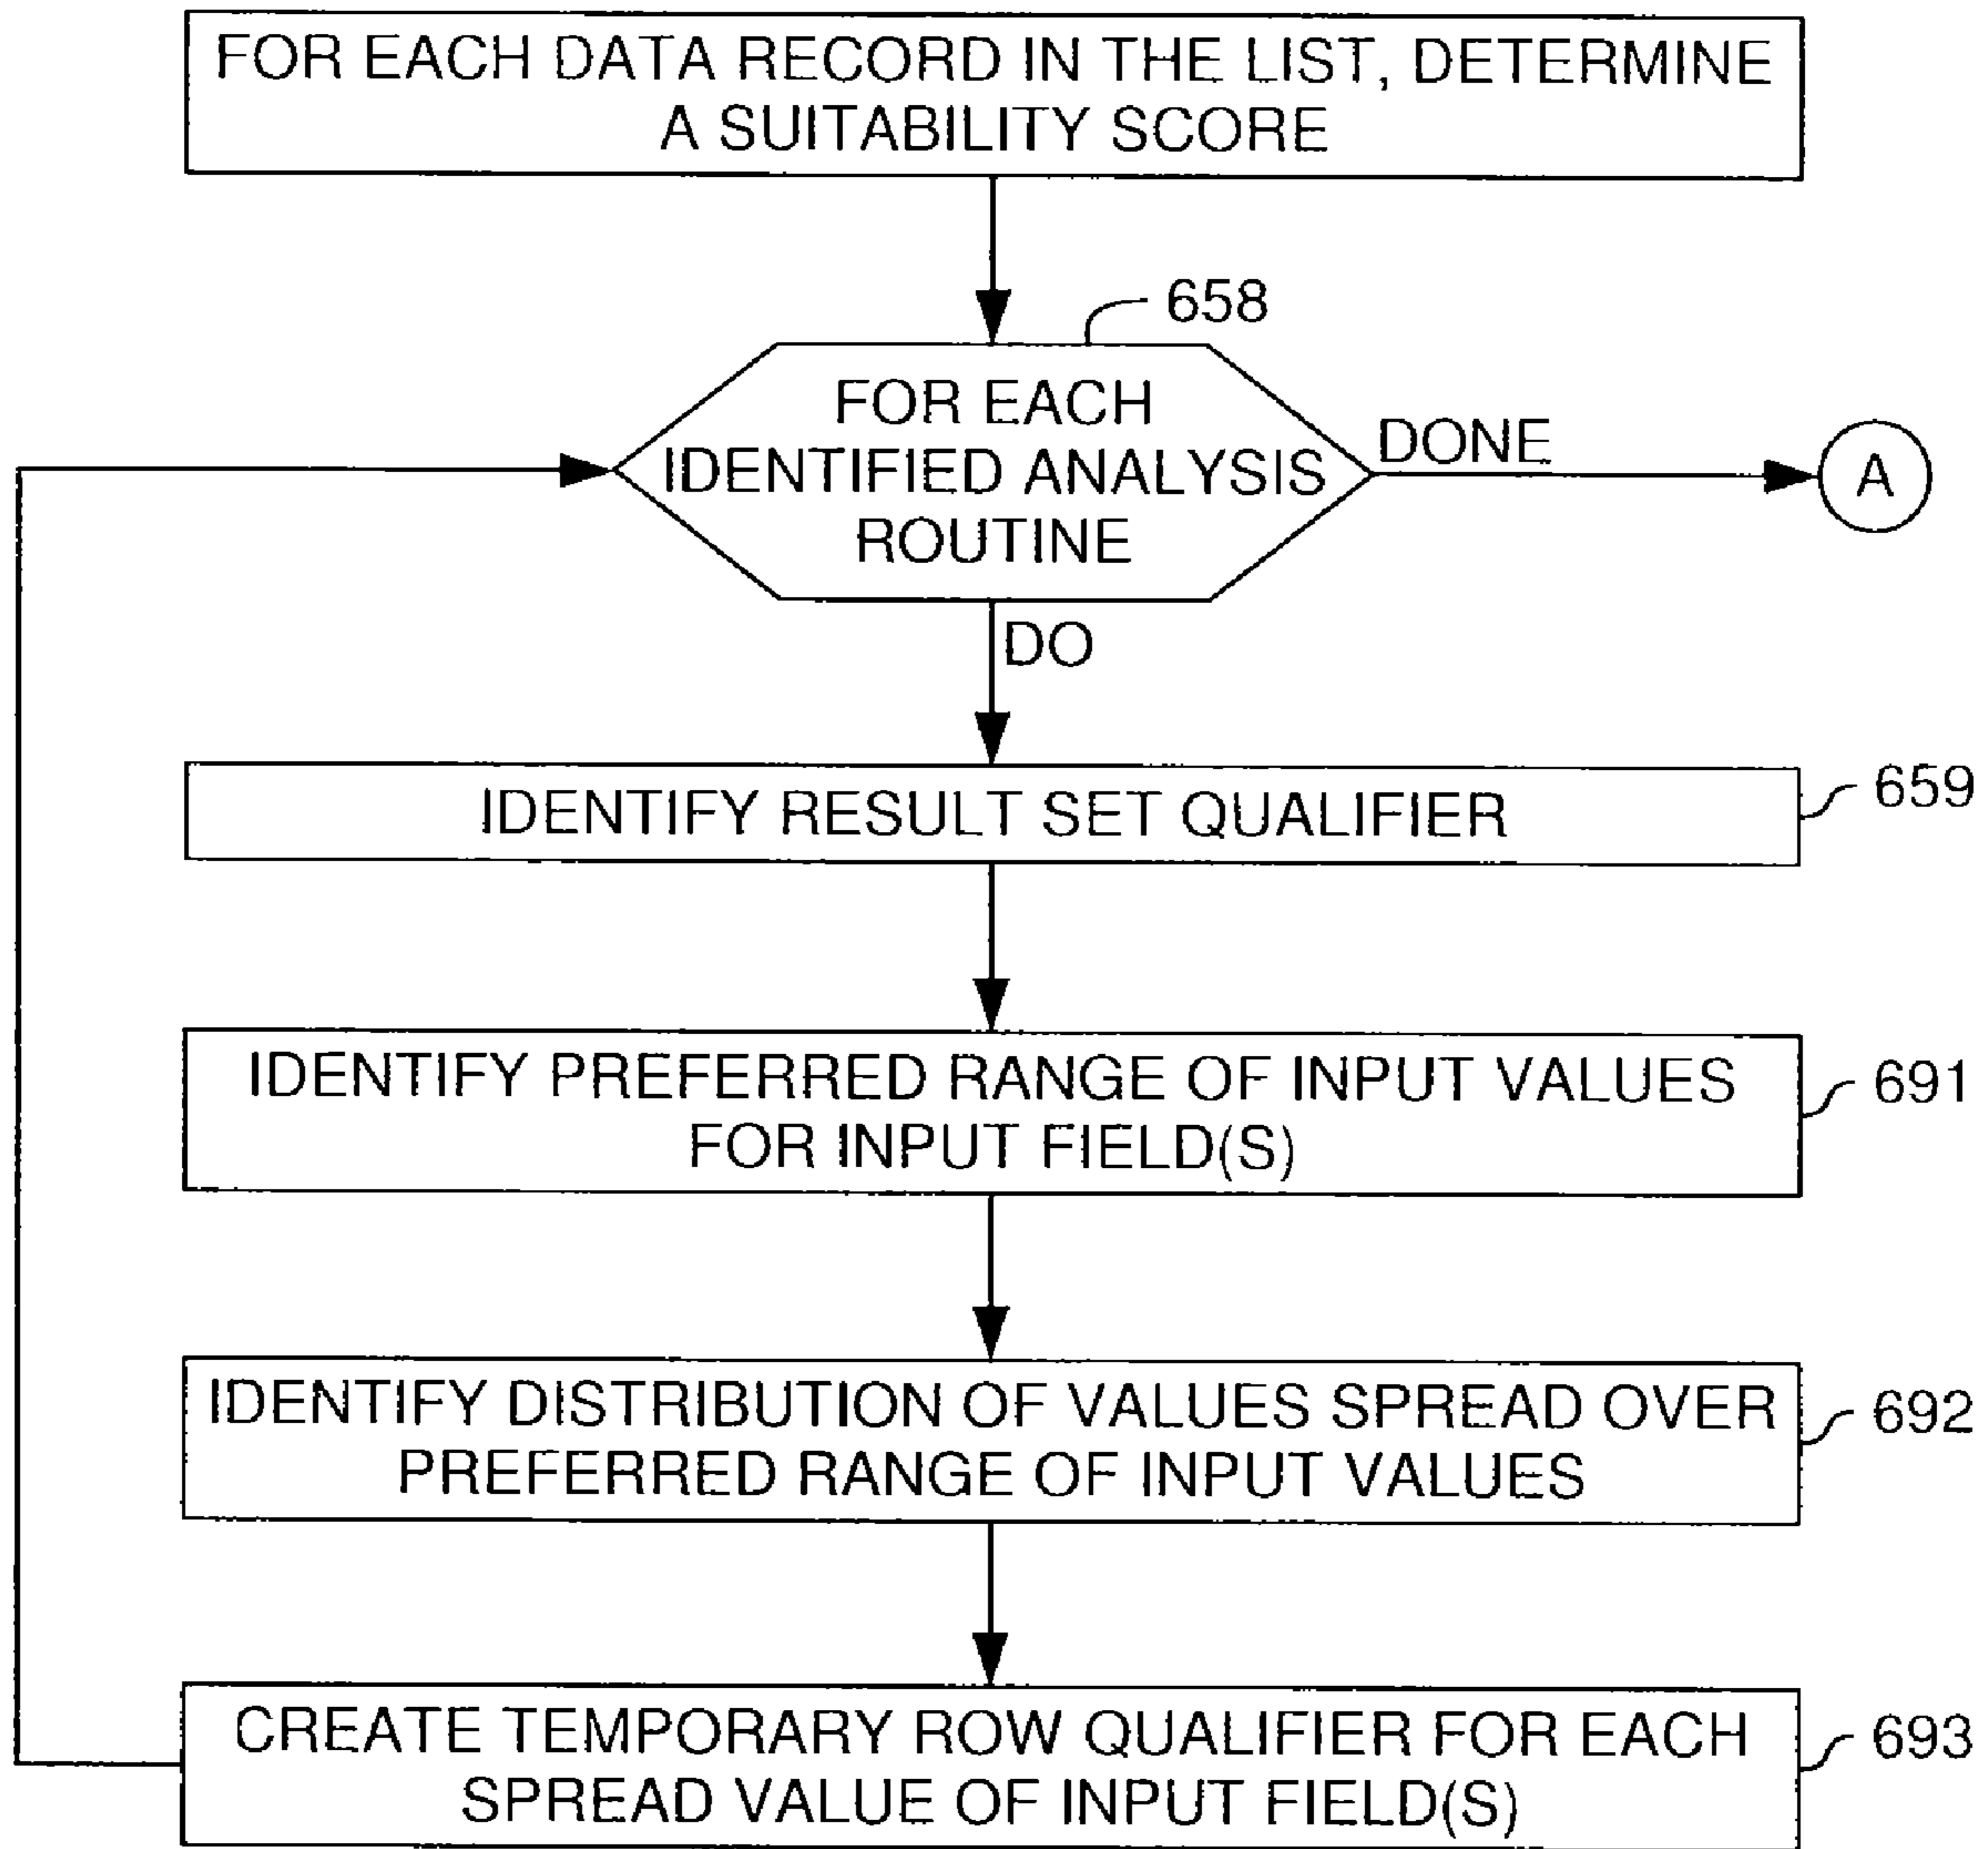 FOR EACH DATA RECORD IN THE LIST, DETERMINE
A SUITABILITY SCORE
658
FOR EACH
IDENTIFIED ANALYSIS
ROUTINE
DONE
A
DO
IDENTIFY RESULT SET QUALIFIER
659
IDENTIFY PREFERRED RANGE OF INPUT VALUES
FOR INPUT FIELD(S)
691
IDENTIFY DISTRIBUTION OF VALUES SPREAD OVER
PREFERRED RANGE OF INPUT VALUES
692
CREATE TEMPORARY ROW QUALIFIER FOR EACH
SPREAD VALUE OF INPUT FIELD(S)
693